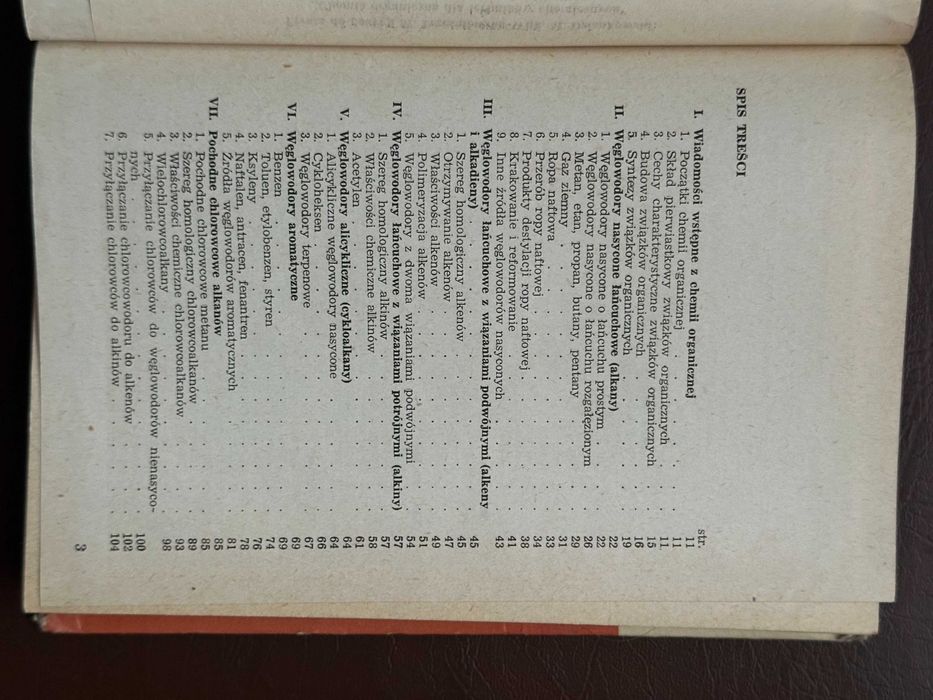 SPIS TREŚCI
str.
I. Wiadomości wstępne z chemii organicznej 11
1. Początki chemii organicznej . . . . . 11
2. Skład pierwiastkowy związków organicznych . . 11
3. Cechy charakterystyczne związków organicznych . 15
4. Budowa związków organicznych . . . . 16
5. Syntezy związków organicznych . . . . 19
II. Węglowodory nasycone łańcuchowe (alkany) . . 22
1. Węglowodory nasycone o łańcuchu prostym . . 22
2. Węglowodory nasycone o łańcuchu rozgałęzionym . 26
3. Metan, etan, propan, butany, pentany . . . 29
4. Gaz ziemny . . . . . . . 31
5. Ropa naftowa . . . . . . . 33
6. Przerób ropy naftowej . . . . . . 34
7. Produkty destylacji ropy naftowej . . . . 38
8. Krakowanie i reformowanie . . . . . 41
9. Inne źródła węglowodorów nasyconych . . . 43
III. Węglowodory łańcuchowe z wiązaniami podwójnymi (alkeny
i alkadieny) . . . . . . . . 45
1. Szereg homologiczny alkenów . . . . 45
2. Otrzymywanie alkenów . . . . . 47
3. Właściwości alkenów . . . . . . 49
4. Polimeryzacja alkenów . . . . . 51
5. Węglowodory z dwoma wiązaniami podwójnymi . 54
IV. Węglowodory łańcuchowe z wiązaniami potrójnymi (alkiny) 57
1. Szereg homologiczny alkinów . . . . 57
2. Właściwości chemiczne alkinów . . . . 58
3. Acetylen . . . . . . . 61
V. Węglowodory alicykliczne (cykloalkany) . . . 64
1. Alicykliczne węglowodory nasycone . . . 64
2. Cykloheksen . . . . . . . 66
3. Węglowodory terpenowe . . . . . 67
VI. Węglowodory aromatyczne . . . . . 69
1. Benzen . . . . . . . . 69
2. Toluen, etylobenzen, styren . . . . . 74
3. Ksyleny . . . . . . . . 76
4. Naftalen, antracen, fenantren . . . . 78
5. Źródła węglowodorów aromatycznych . . . 81
VII. Pochodne chlorowcowe alkanów . . . . 85
1. Pochodne chlorowcowe metanu . . . . 85
2. Szereg homologiczny chlorowcoalkanów . . . 89
3. Właściwości chemiczne chlorowcoalkanów . . . 93
4. Wielochlorowcoalkany . . . . . . 98
5. Przyłączanie chlorowców do węglowodorów nienasyco-
nych . . . . . . . . 100
6. Przyłączanie chlorowcowodoru do alkenów . . . 102
7. Przyłączanie chlorowców do alkinów . . . 104
3